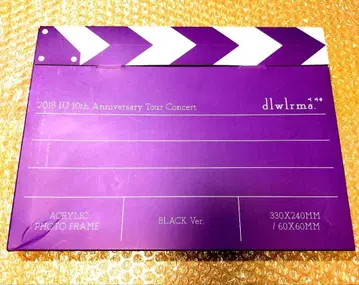 2018 IU 10th Anniversary Tour Concert
dlwlrma.
ACRYLIC
PHOTO FRAME
BLACK Ver.
330X240MM
/ 60X60MM